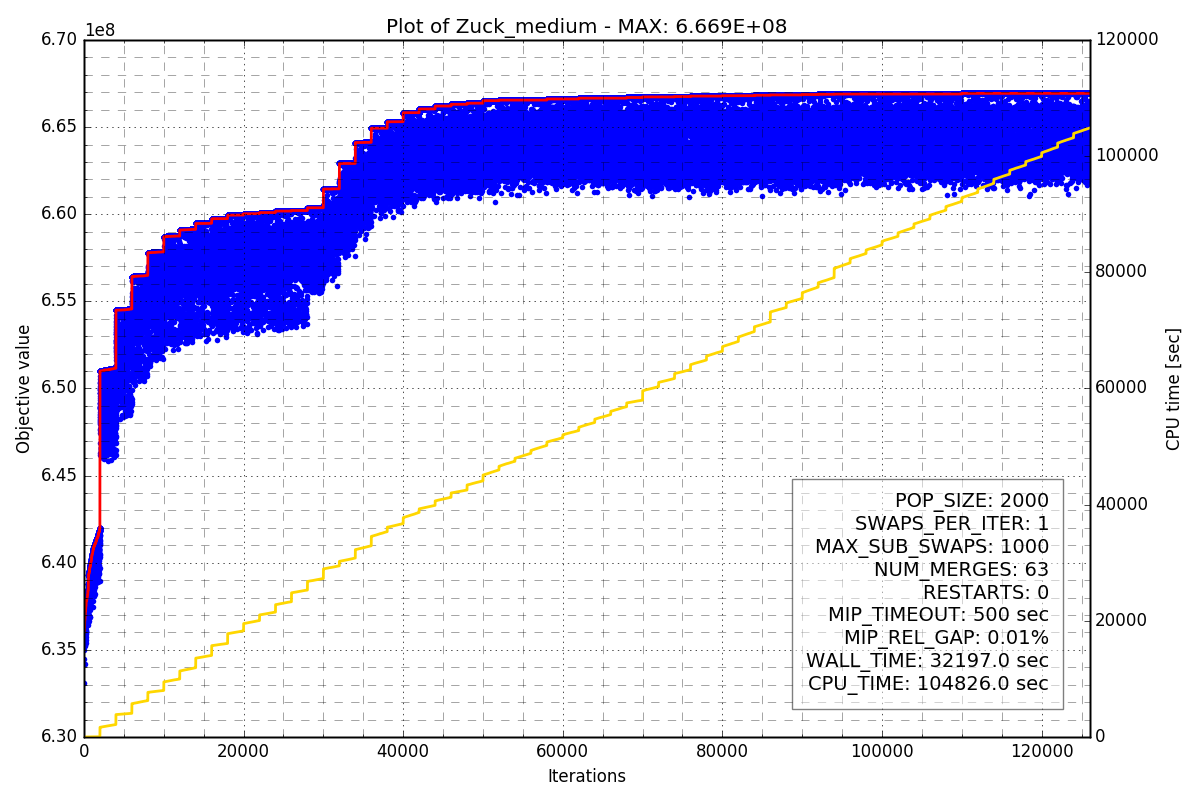 Plot of Zuck_medium - MAX: 6.669E+08
1e8
6.70
6.65
6.60
6.55
6.50
6.45
6.40
6.35
6.30
Objective value
120000
100000
80000
60000
40000
20000
0
CPU time [sec]
POP_SIZE: 2000
SWAPS_PER_ITER: 1
MAX_SUB_SWAPS: 1000
NUM_MERGES: 63
RESTARTS: 0
MIP_TIMEOUT: 500 sec
MIP_REL_GAP: 0.01%
WALL_TIME: 32197.0 sec
CPU_TIME: 104826.0 sec
0 20000 40000 60000 80000 100000 120000
Iterations